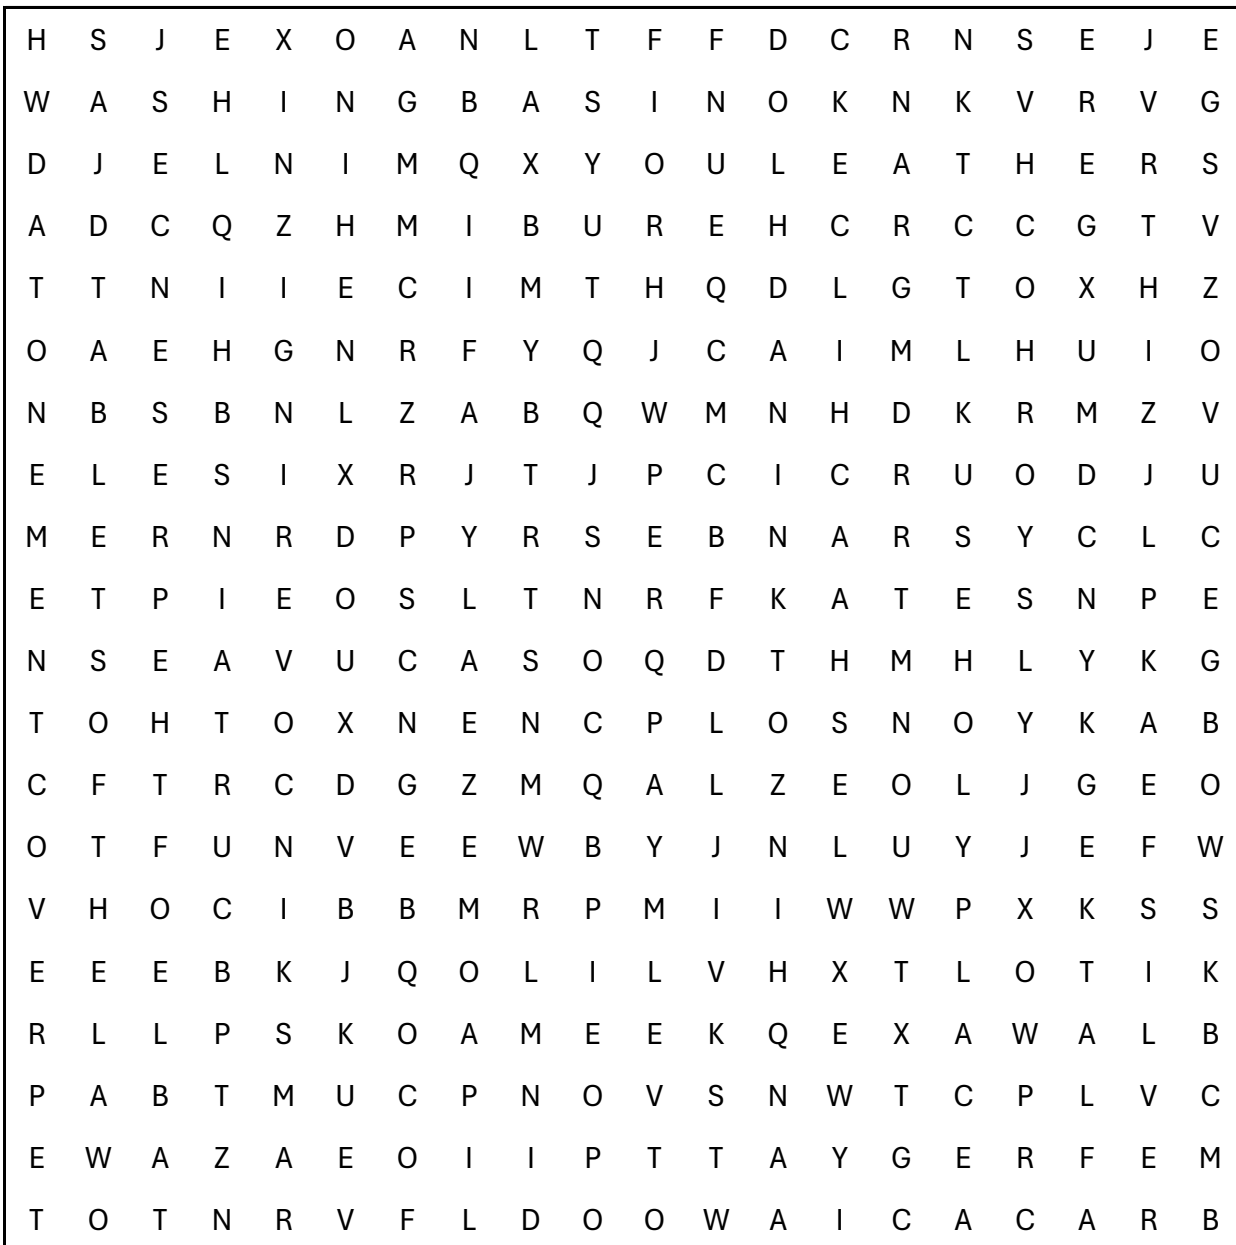 H S J E X O A N L T F F D C R N S E J E
W A S H I N G B A S I N O K N K V R V G
D J E L N I M Q X Y O U L E A T H E R S
A D C Q Z H M I B U R E H C R C C G T V
T T N I I E C I M T H Q D L G T O X H Z
O A E H G N R F Y Q J C A I M L H U I O
N B S B N L Z A B Q W M N H D K R M Z V
E L E S I X R J T J P C I C R U O D J U
M E R N R D P Y R S E B N A R S Y C L C
E T P I E O S L T N R F K A T E S N P E
N S E A V U C A S O Q D T H M H L Y K G
T O H T O X N E N C P L O S N O Y K A B
C F T R C D G Z M Q A L Z E O L J G E O
O T F U N V E E W B Y J N L U Y J E F W
V H O C I B B M R P M I I W W P X K S S
E E E B K J Q O L I L V H X T L O T I K
R L L P S K O A M E E K Q E X A W A L B
P A B T M U C P N O V S N W T C P L V C
E W A Z A E O I I P T T A Y G E R F E M
T O T N R V F L D O O W A I C A C A R B